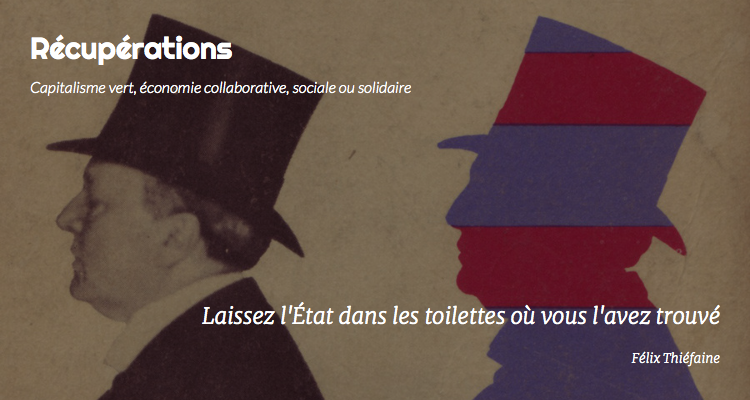 Récupérations
Capitalisme vert, économie collaborative, sociale ou solidaire
Laissez l'État dans les toilettes où vous l'avez trouvé
Félix Thiéfaine